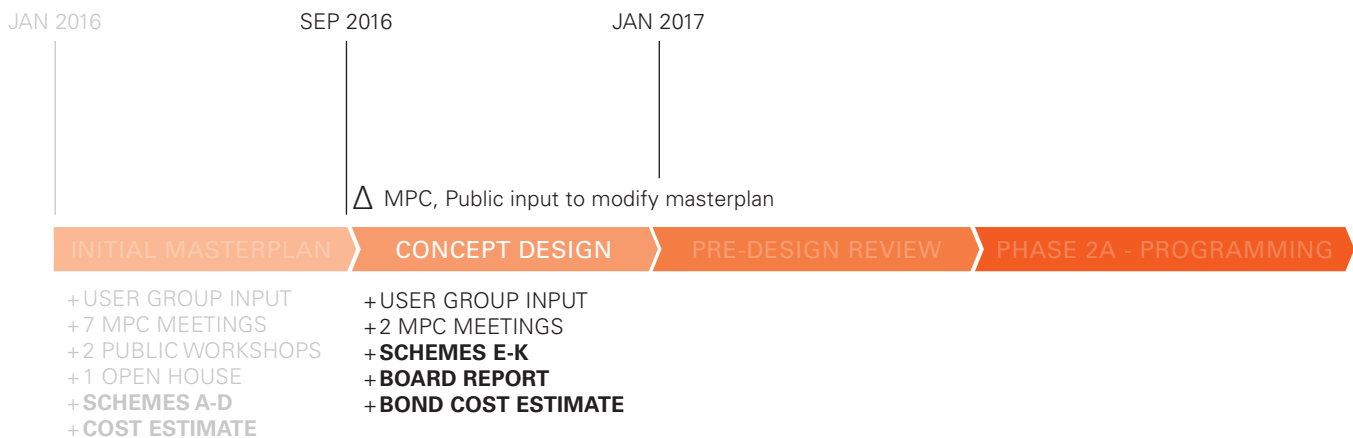 JAN 2016 SEP 2016 JAN 2017
Δ MPC, Public input to modify masterplan
INITIAL MASTERPLAN CONCEPT DESIGN PRE-DESIGN REVIEW PHASE 2A - PROGRAMMING
+USER GROUP INPUT
+7 MPC MEETINGS
+2 PUBLIC WORKSHOPS
+1 OPEN HOUSE
+SCHEMES A-D
+COST ESTIMATE
+USER GROUP INPUT
+2 MPC MEETINGS
+SCHEMES E-K
+BOARD REPORT
+BOND COST ESTIMATE